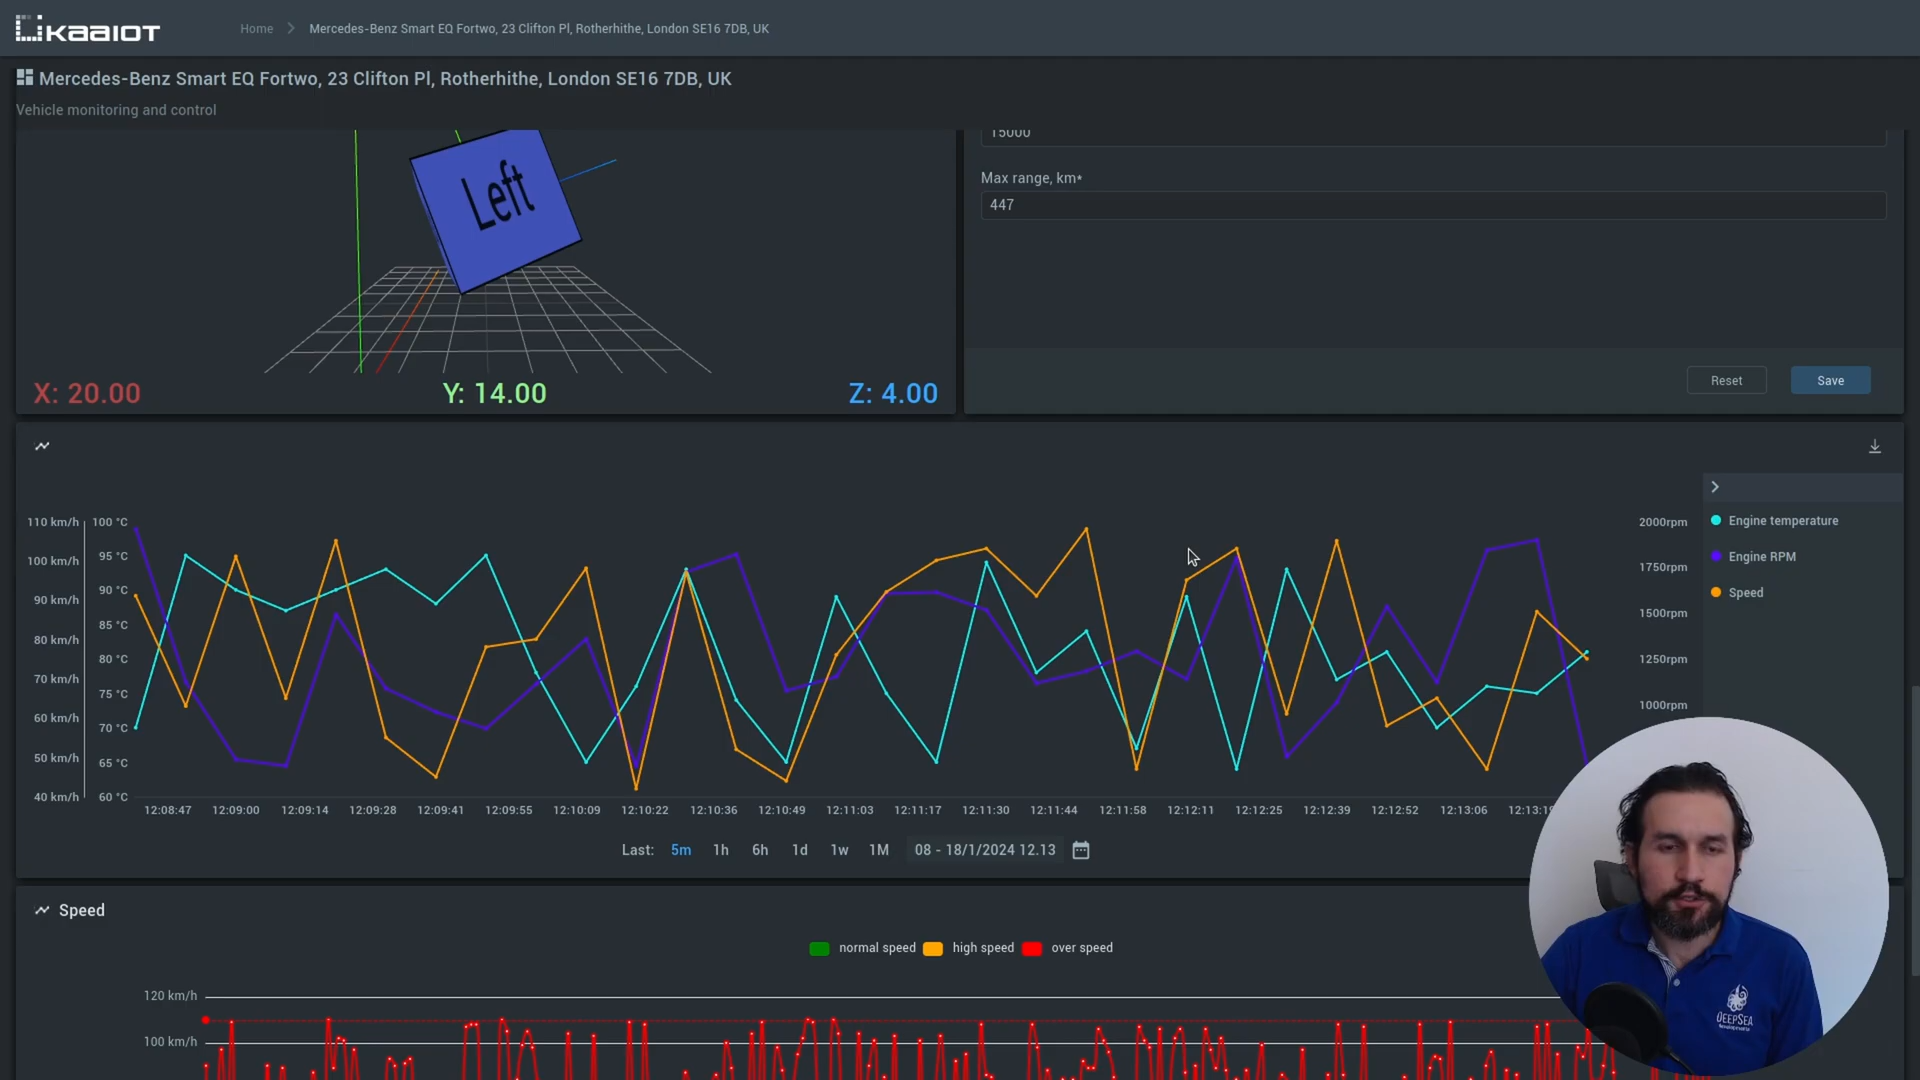 KaaIoT
Home > Mercedes-Benz Smart EQ Fortwo, 23 Clifton Pl, Rotherhithe, London SE16 7DB, UK
Mercedes-Benz Smart EQ Fortwo, 23 Clifton Pl, Rotherhithe, London SE16 7DB, UK
Vehicle monitoring and control
Left
X: 20.00
Y: 14.00
Z: 4.00
15000
Max range, km*
447
Reset
Save
110 km/h
100 km/h
90 km/h
80 km/h
70 km/h
60 km/h
50 km/h
40 km/h
100 °C
95 °C
90 °C
85 °C
80 °C
75 °C
70 °C
65 °C
60 °C
2000rpm
1750rpm
1500rpm
1250rpm
1000rpm
Engine temperature
Engine RPM
Speed
12:08:47 12:09:00 12:09:14 12:09:28 12:09:41 12:09:55 12:10:09 12:10:22 12:10:36 12:10:49 12:11:03 12:11:17 12:11:30 12:11:44 12:11:58 12:12:11 12:12:25 12:12:39 12:12:52 12:13:06
Last: 5m 1h 6h 1d 1w 1M 08 - 18/1/2024 12.13
Speed
normal speed high speed over speed
120 km/h
100 km/h
DEEPSEA